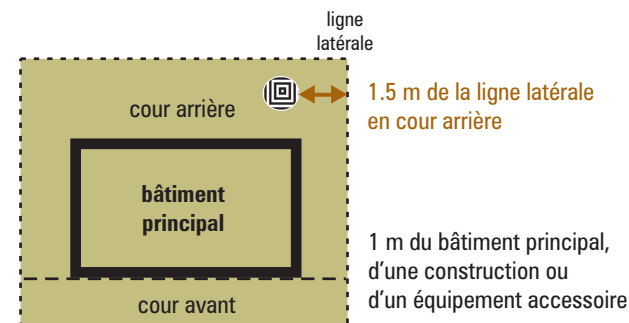 ligne
latérale
cour arrière
1.5 m de la ligne latérale
en cour arrière
bâtiment
principal
1 m du bâtiment principal,
d'une construction ou
d'un équipement accessoire
cour avant